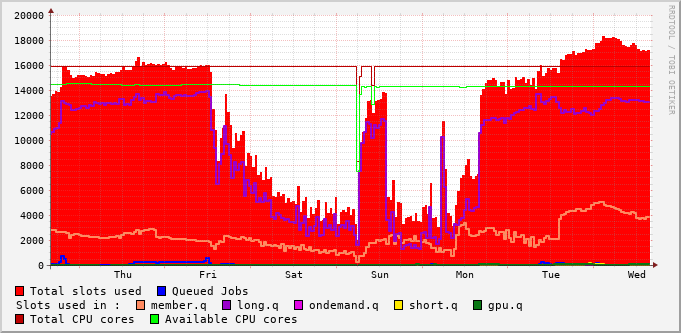 20000
18000
16000
14000
12000
10000
8000
6000
4000
2000
0
Thu Fri Sat Sun Mon Tue Wed
RRDTOOL / TOBI OETIKER
Total slots used Queued Jobs
Slots used in : member.q long.q ondemand.q short.q gpu.q
Total CPU cores Available CPU cores